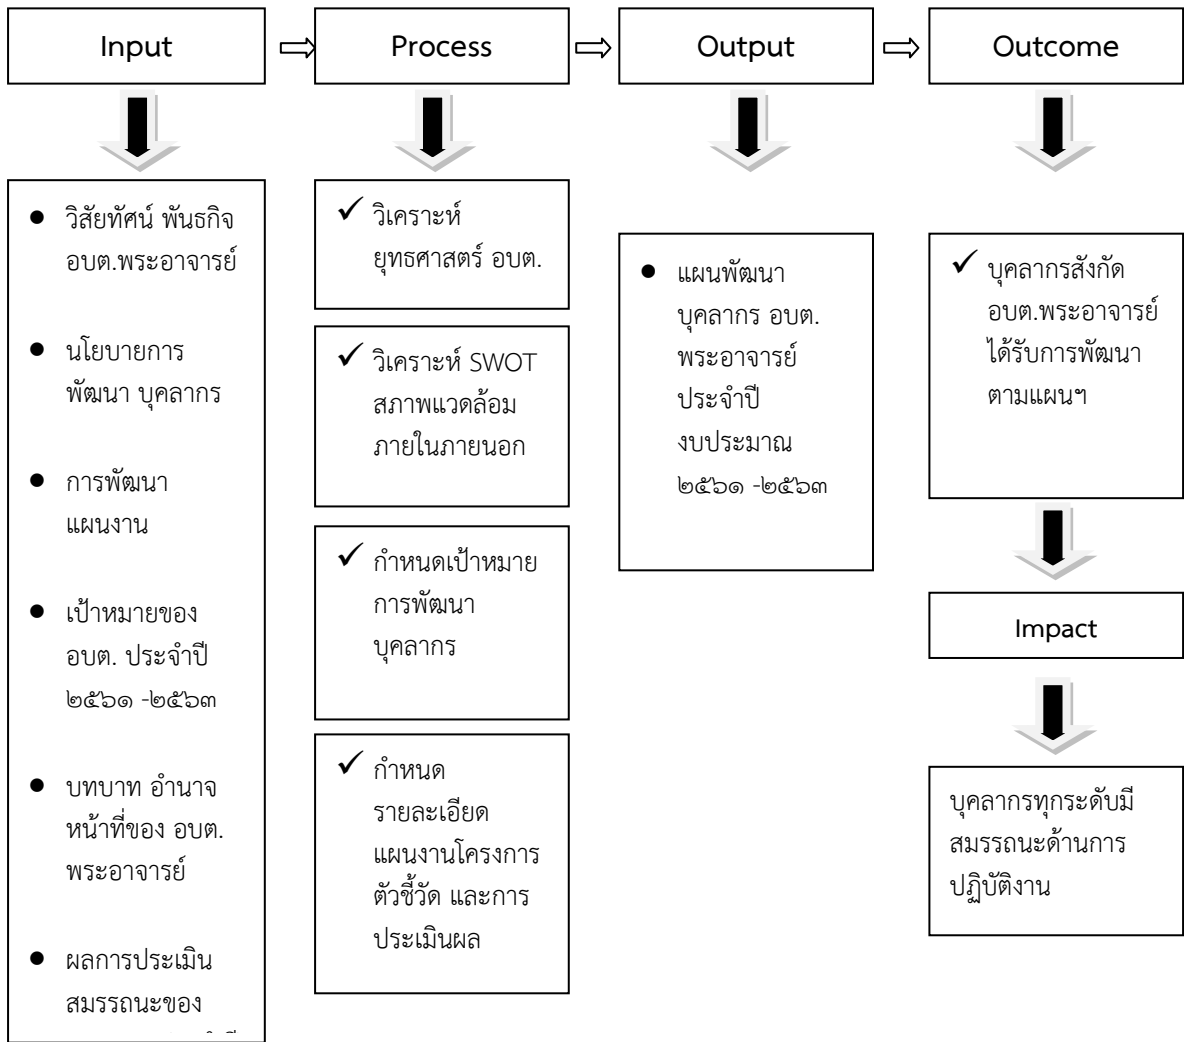 Input
Process
Output
Outcome
วิสัยทัศน์ พันธกิจ
อบต.พระอาจารย์
นโยบายการ
พัฒนา บุคลากร
การพัฒนา
แผนงาน
เป้าหมายของ
อบต. ประจำปี
๒๕๖๑ -๒๕๖๓
บทบาท อำนาจ
หน้าที่ของ อบต.
พระอาจารย์
ผลการประเมิน
สมรรถนะของ
วิเคราะห์
ยุทธศาสตร์ อบต.
วิเคราะห์ SWOT
สภาพแวดล้อม
ภายในภายนอก
กำหนดเป้าหมาย
การพัฒนา
บุคลากร
กำหนด
รายละเอียด
แผนงานโครงการ
ตัวชี้วัด และการ
ประเมินผล
แผนพัฒนา
บุคลากร อบต.
พระอาจารย์
ประจำปี
งบประมาณ
๒๕๖๑ -๒๕๖๓
บุคลากรสังกัด
อบต.พระอาจารย์
ได้รับการพัฒนา
ตามแผนฯ
Impact
บุคลากรทุกระดับมี
สมรรถนะด้านการ
ปฏิบัติงาน